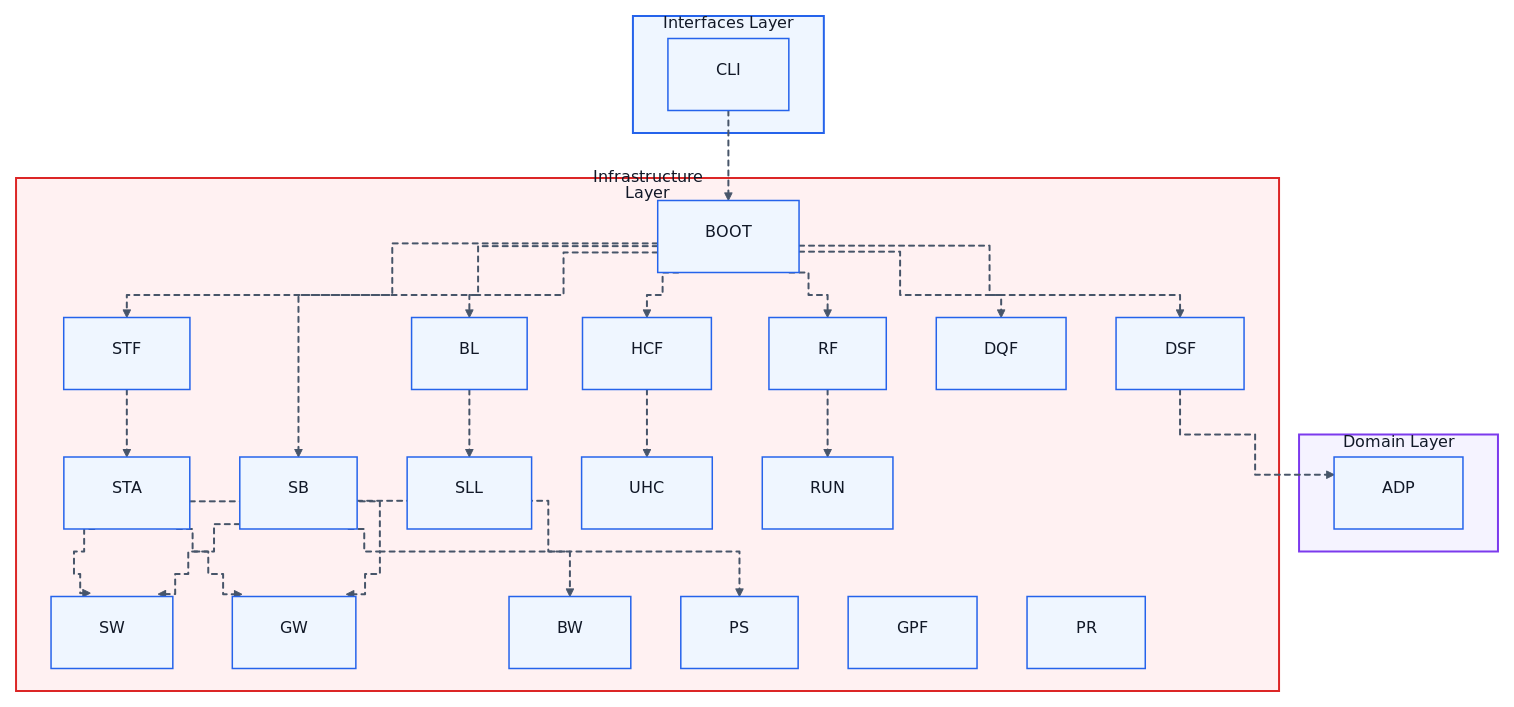 Interfaces Layer
CLI
Infrastructure
Layer
BOOT
STF
BL
HCF
RF
DQF
DSF
Domain Layer
STA
SB
SLL
UHC
RUN
ADP
SW
GW
BW
PS
GPF
PR